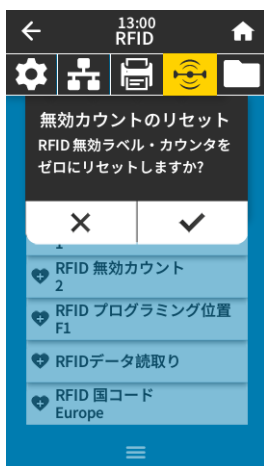 13:00
RFID
無効カウントのリセット
RFID 無効ラベル・カウンタを
ゼロにリセットしますか?
1
RFID 無効カウント
2
RFID プログラミング位置
F1
RFIDデータ読取り
RFID 国コード
Europe